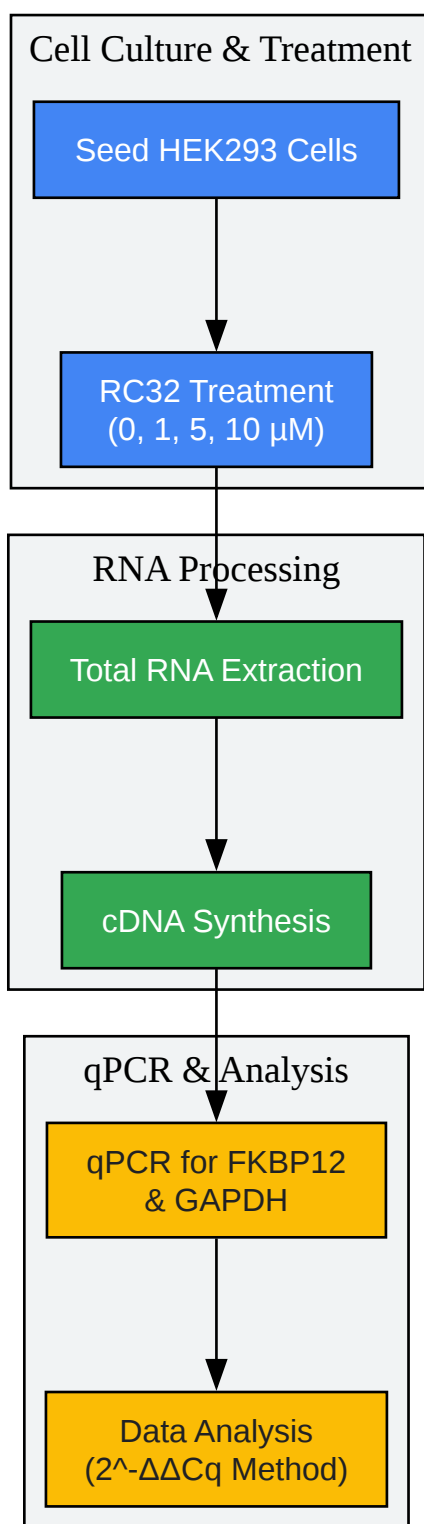 Cell Culture & Treatment
Seed HEK293 Cells
RC32 Treatment
(0, 1, 5, 10 µM)
RNA Processing
Total RNA Extraction
cDNA Synthesis
qPCR & Analysis
qPCR for FKBP12
& GAPDH
Data Analysis
(2^-ΔΔCq Method)